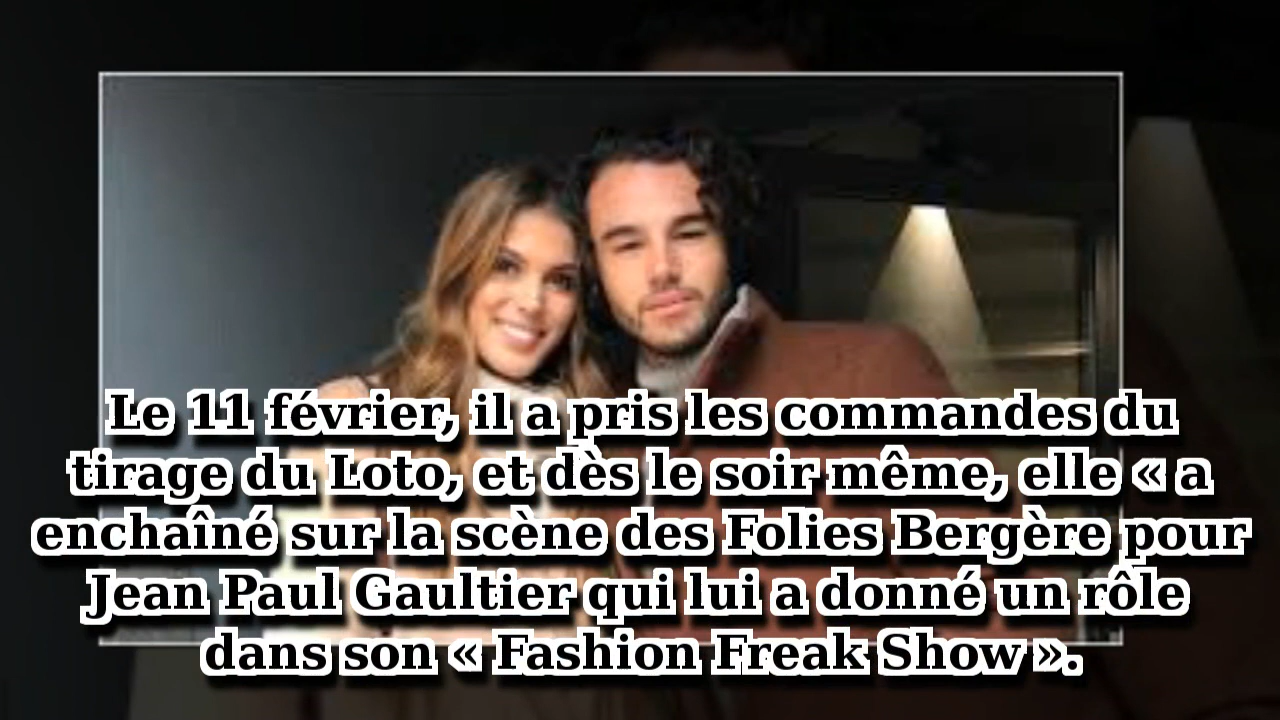 Le 11 février, il a pris les commandes du
tirage du Loto, et dès le soir même, elle « a
enchaîné sur la scène des Folies Bergère pour
Jean Paul Gaultier qui lui a donné un rôle
dans son « Fashion Freak Show ».